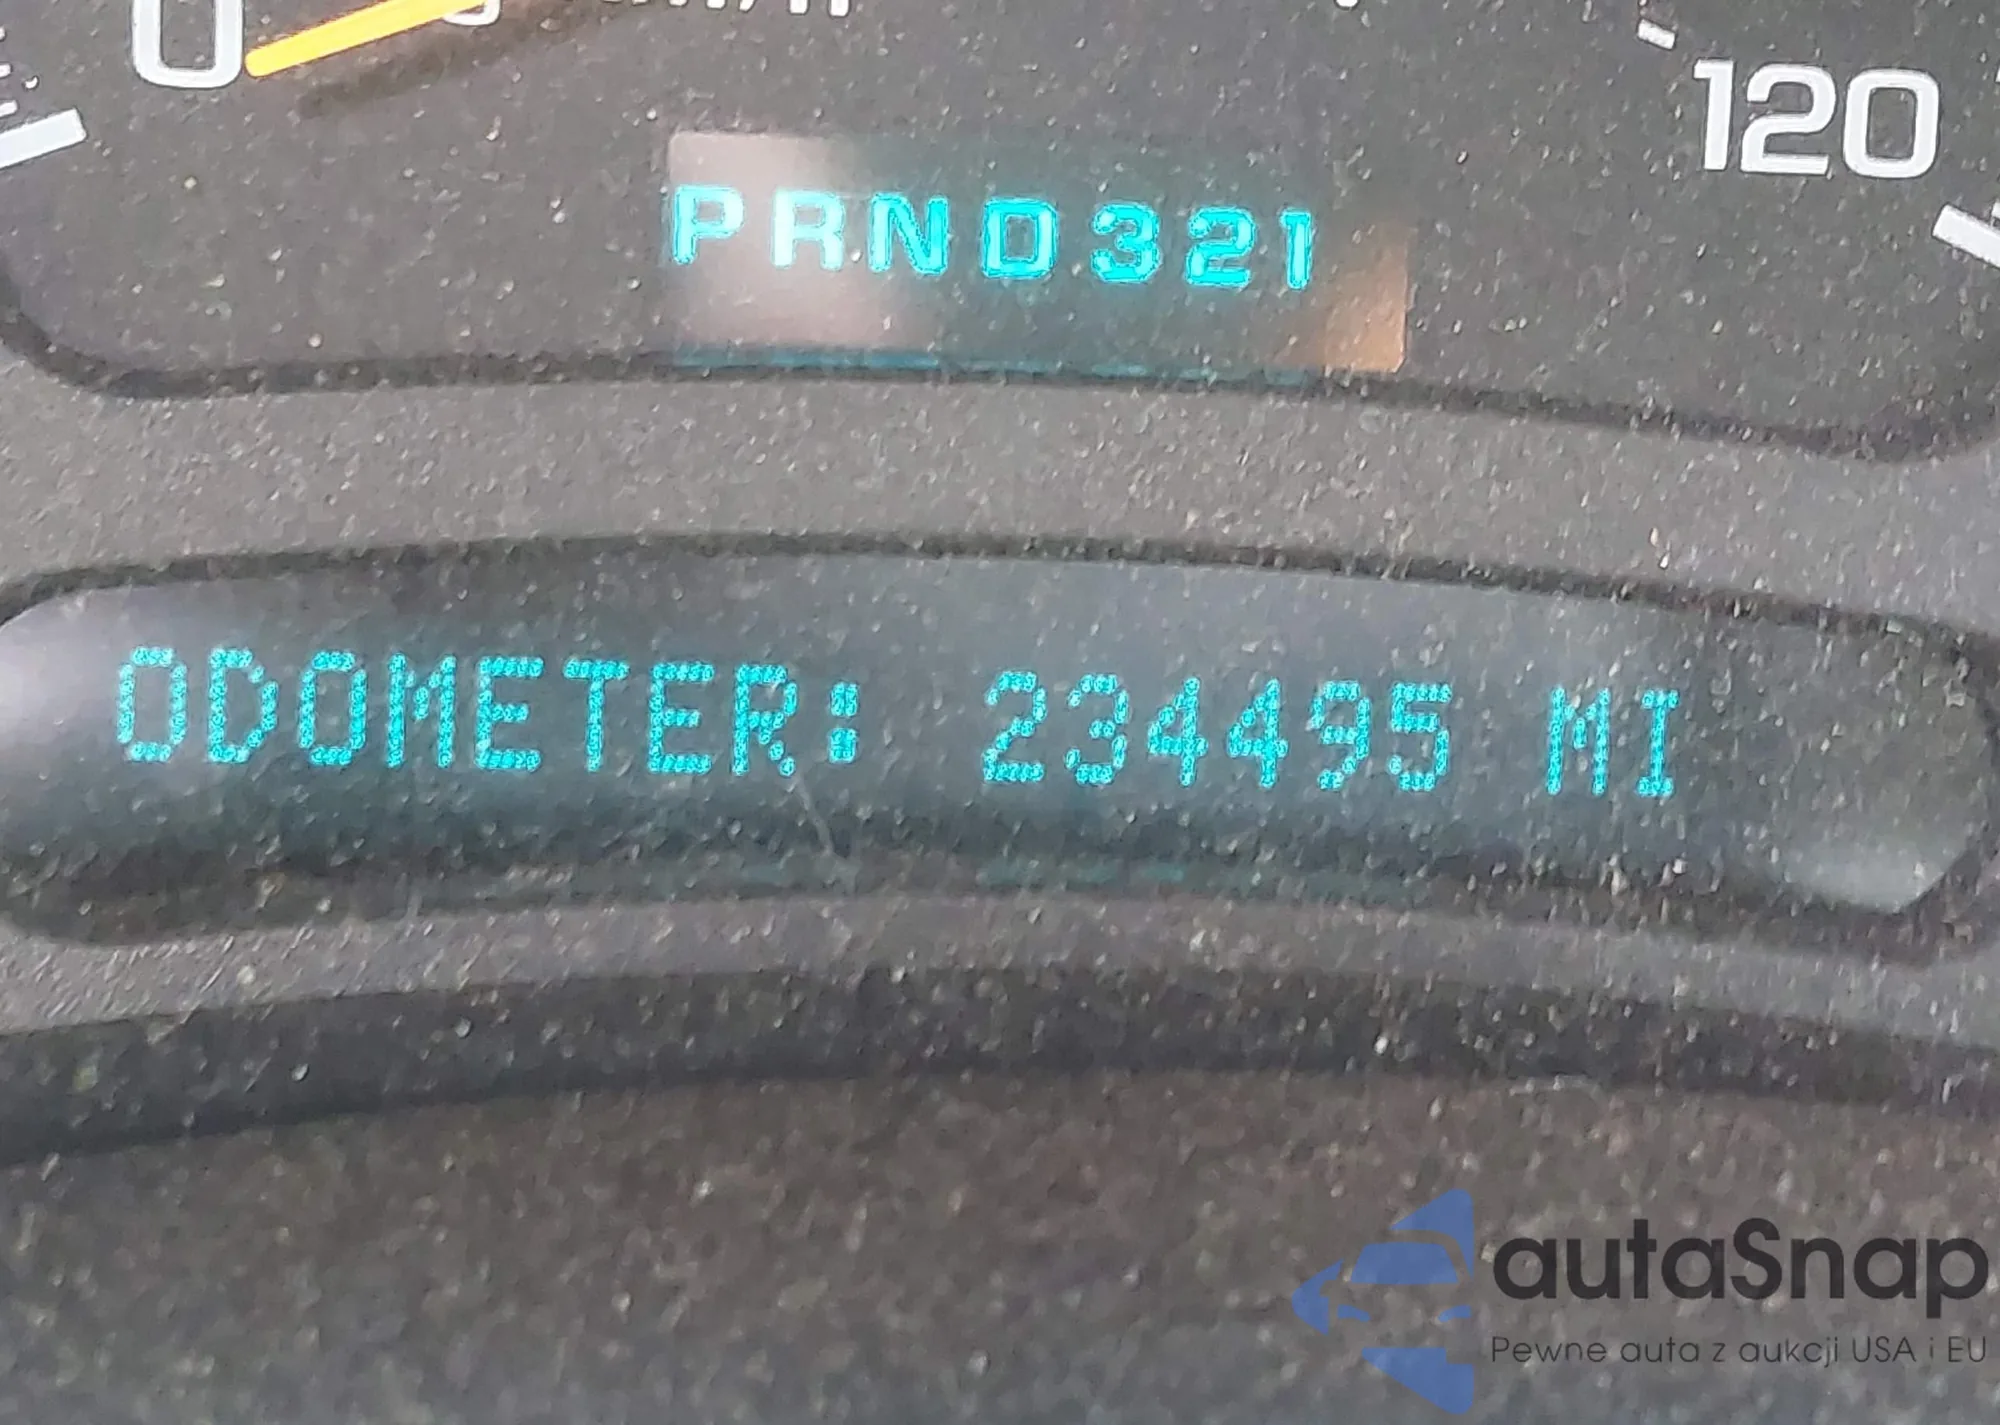 0
120
PRND321
ODOMETER: 234495 MI
autaSnap
Pewne auta z aukcji USA i EU